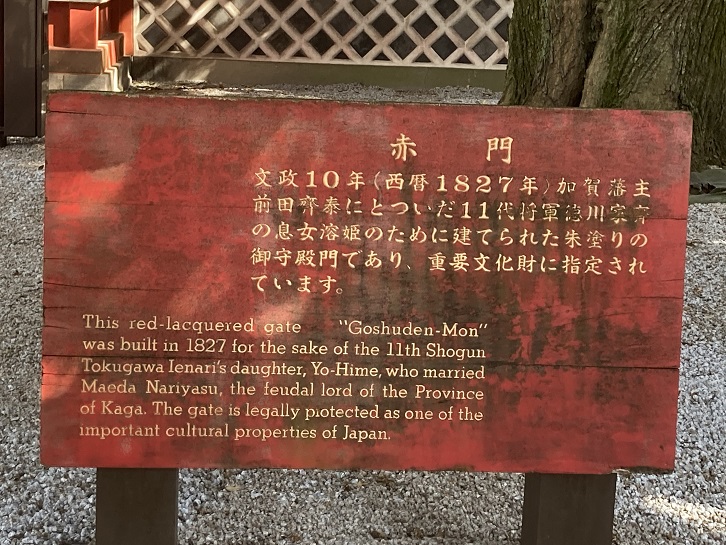 赤 門
文政10年(西暦1827年)加賀藩主
前田齊泰にとついだ11代将軍徳川家齊
の息女溶姫のために建てられた朱塗りの
御守殿門であり、重要文化財に指定され
ています。
This red-lacquered gate "Goshuden-Mon"
was built in 1827 for the sake of the 11th Shogun
Tokugawa Ienari's daughter, Yo-Hime, who married
Maeda Nariyasu, the feudal lord of the Province
of Kaga. The gate is legally protected as one of the
important cultural properties of Japan.